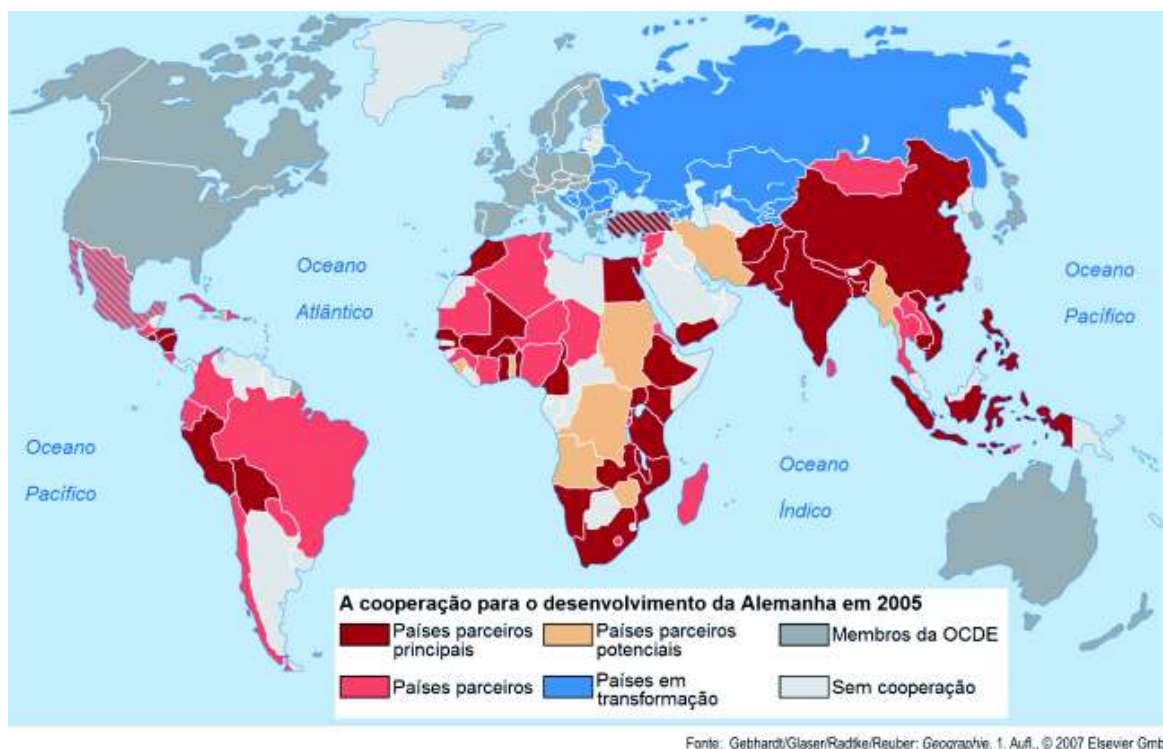 Oceano
Atlântico
Oceano
Pacífico
Oceano
Pacífico
Oceano
Índico
A cooperação para o desenvolvimento da Alemanha em 2005
Países parceiros
principais
Países parceiros
potenciais
Membros da OCDE
Países parceiros
Países em
transformação
Sem cooperação
Fonte: Gebhardt/Glaser/Radtke/Reuber: Geographie, 1. Aufl., © 2007 Elsevier Gmb